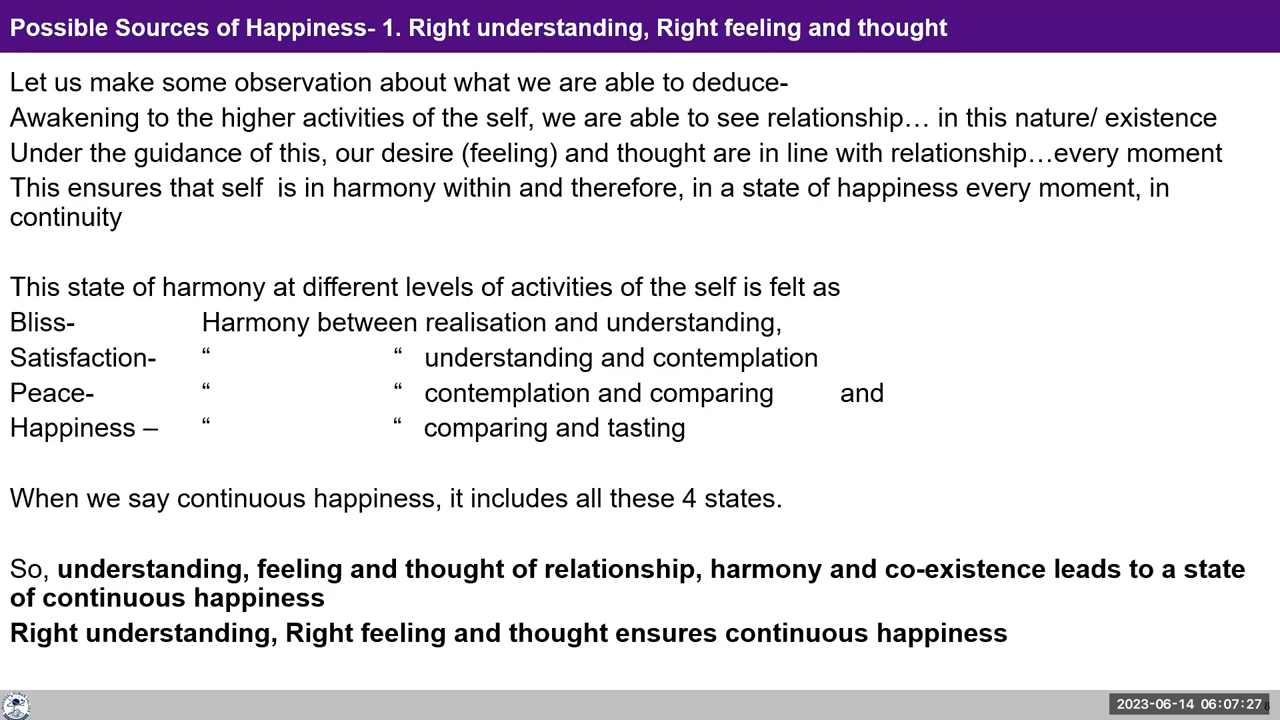 Possible Sources of Happiness- 1. Right understanding, Right feeling and thought
Let us make some observation about what we are able to deduce-
Awakening to the higher activities of the self, we are able to see relationship… in this nature/ existence
Under the guidance of this, our desire (feeling) and thought are in line with relationship…every moment
This ensures that self  is in harmony within and therefore, in a state of happiness every moment, in
continuity
This state of harmony at different levels of activities of the self is felt as
Bliss- Harmony between realisation and understanding,
Satisfaction- “ “ understanding and contemplation
Peace- “ “ contemplation and comparing and
Happiness – “ “ comparing and tasting
When we say continuous happiness, it includes all these 4 states.
So, understanding, feeling and thought of relationship, harmony and co-existence leads to a state
of continuous happiness
Right understanding, Right feeling and thought ensures continuous happiness
2023-06-14 06:07:27 8